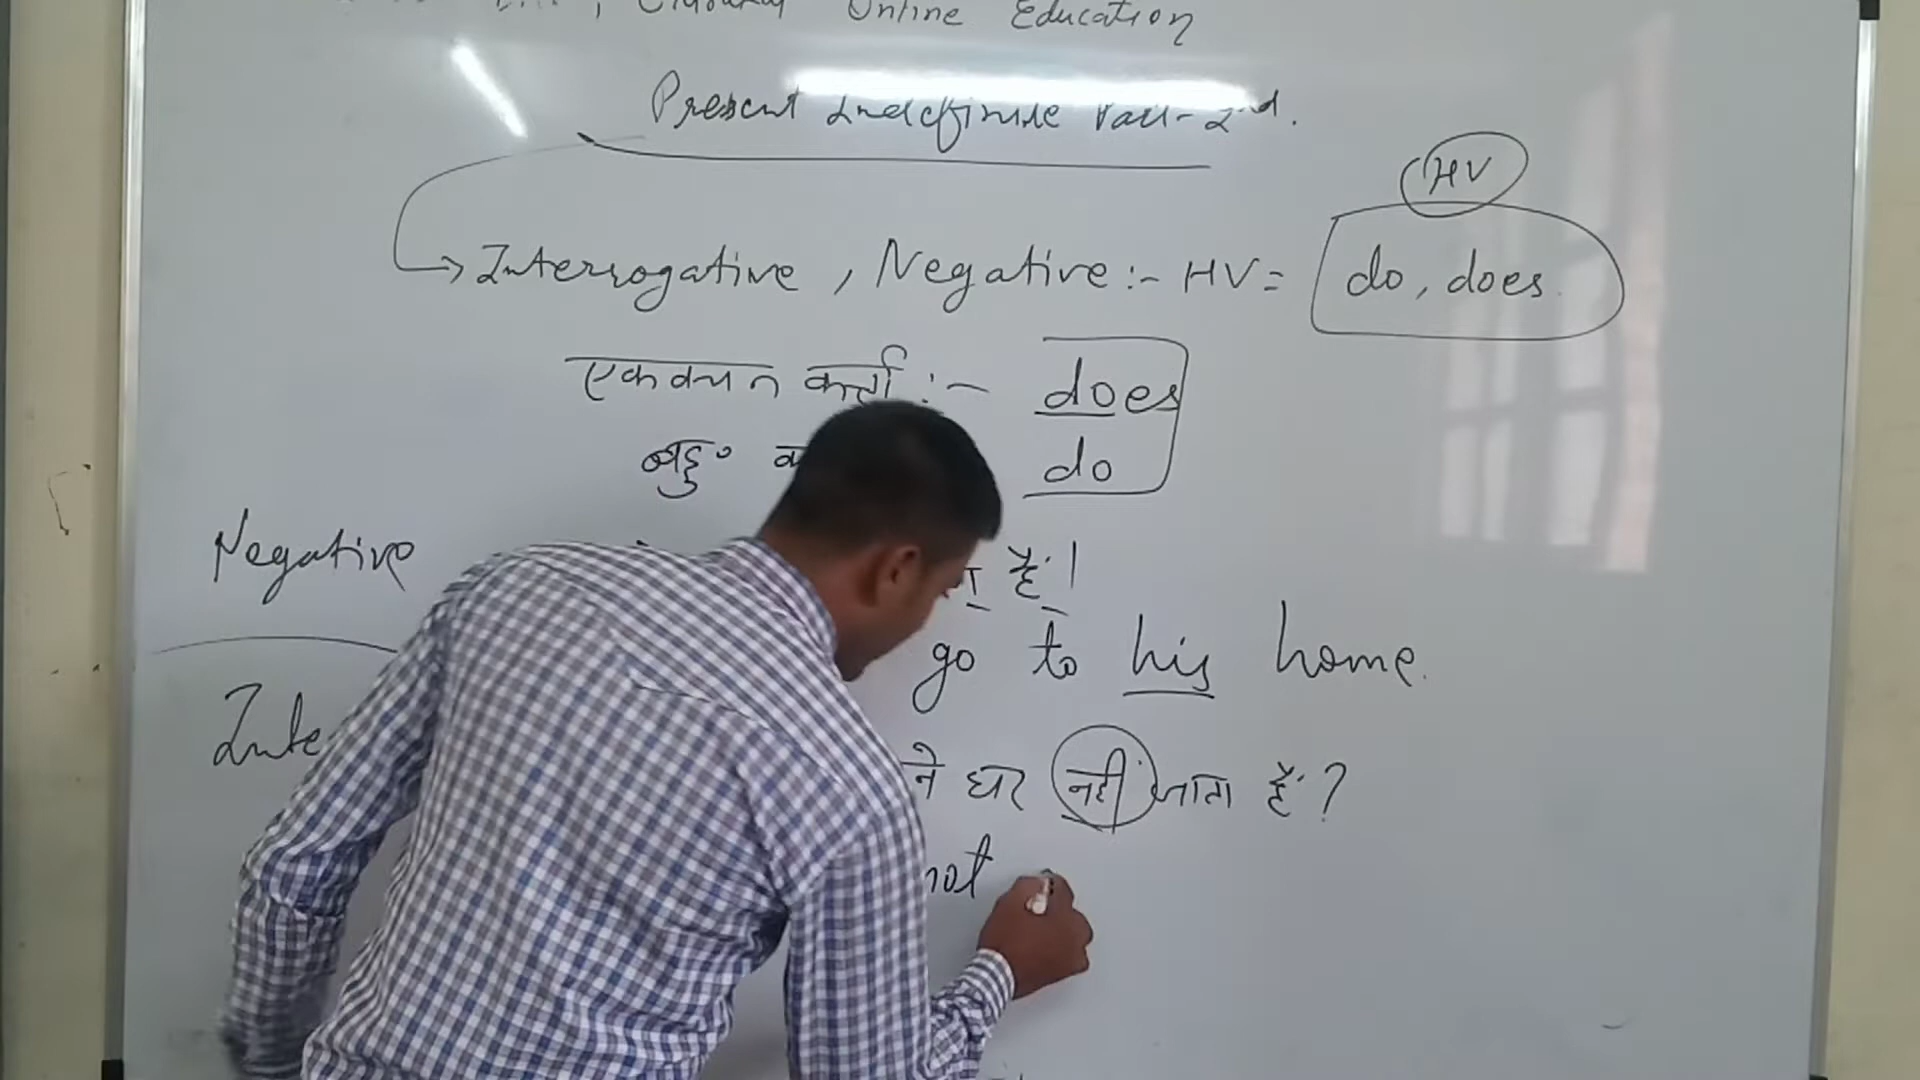 Online Education
Present Indefinite Part-2nd.
HV
Interrogative, Negative:- HV= do, does
एकवचन कर्ता :- does
बहु० do
Negative हैं।
go to his home.
Inte घर नहीं जाता हैं?
not